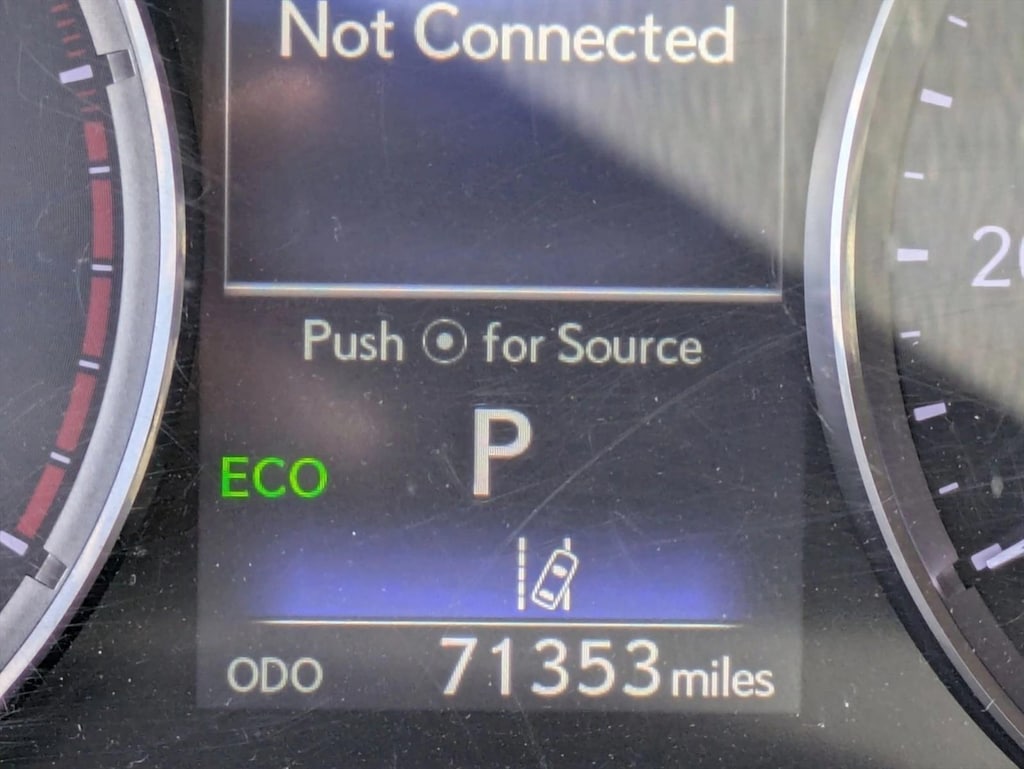 Not Connected
Push for Source
P
ECO
ODO 71353 miles